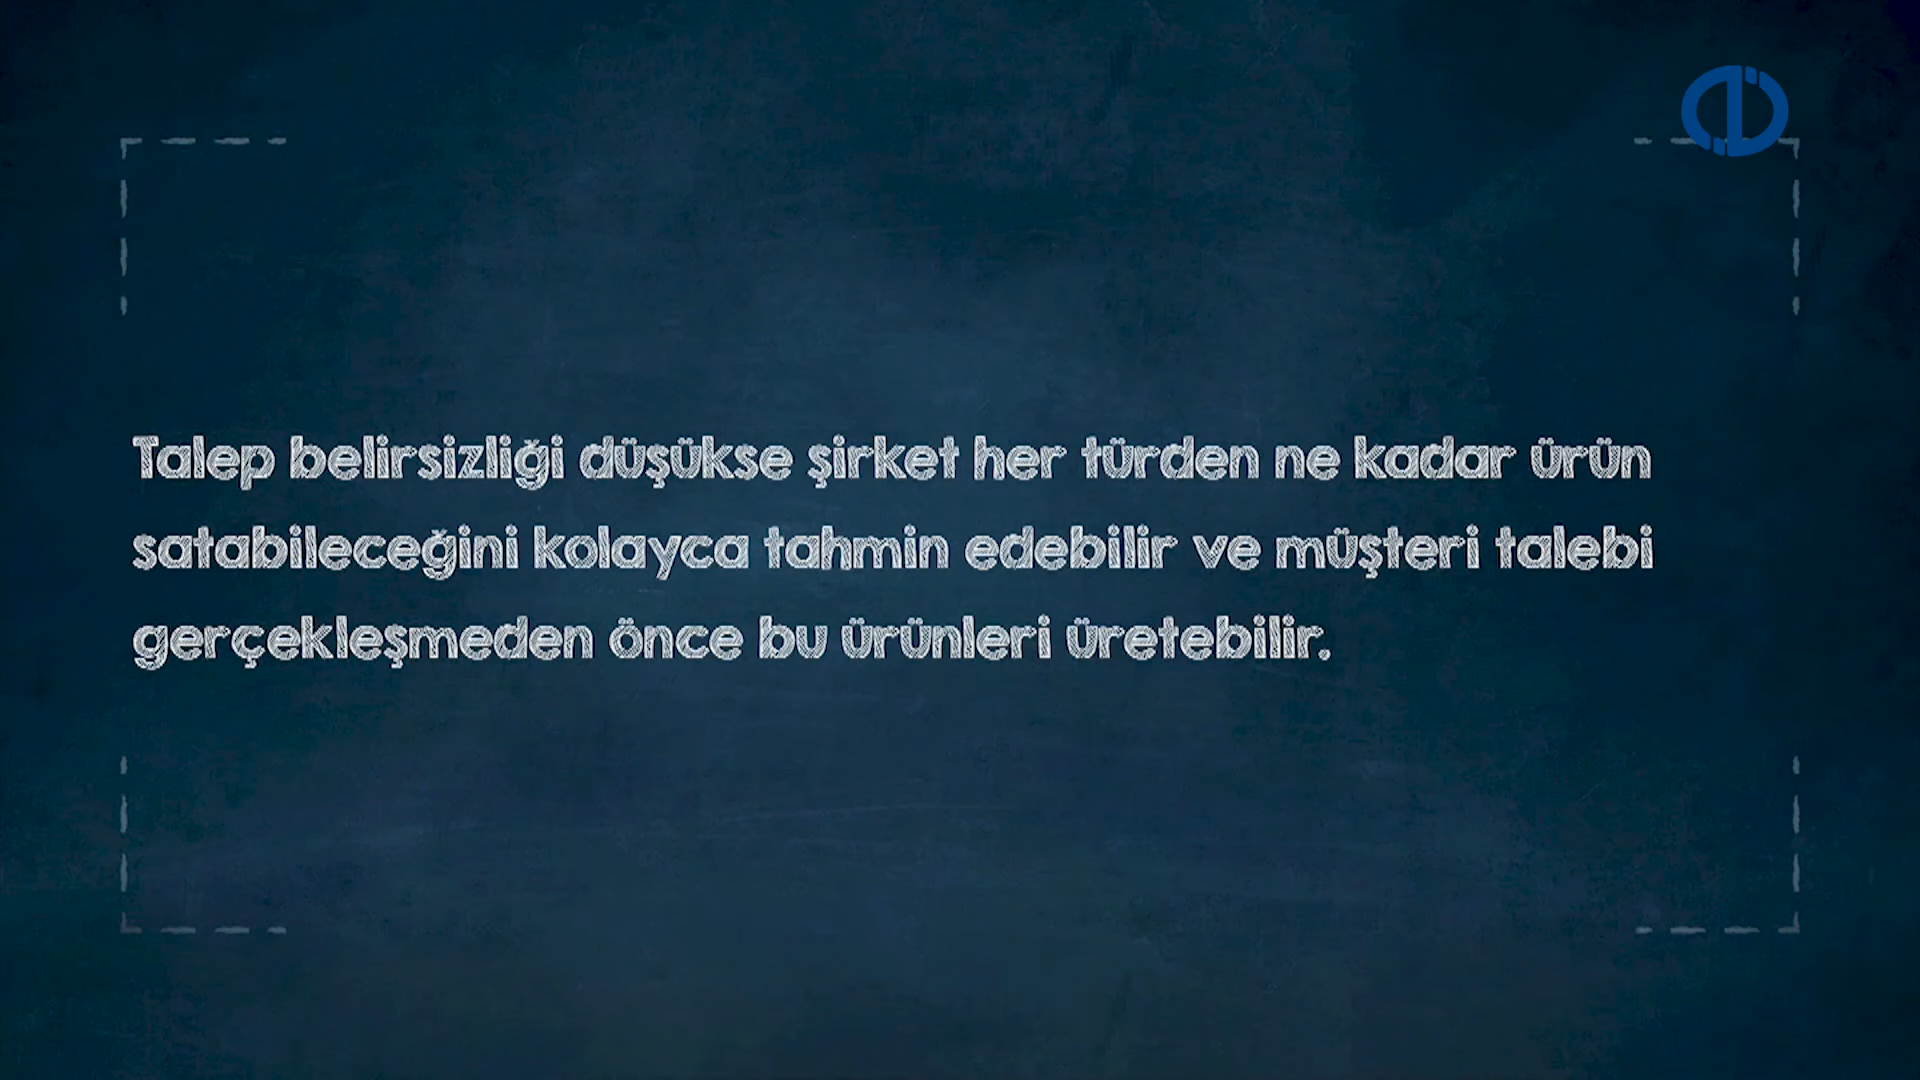 Talep belirsizliği düşükse şirket her türden ne kadar ürün
satabileceğini kolayca tahmin edebilir ve müşteri talebi
gerçekleşmeden önce bu ürünleri üretebilir.